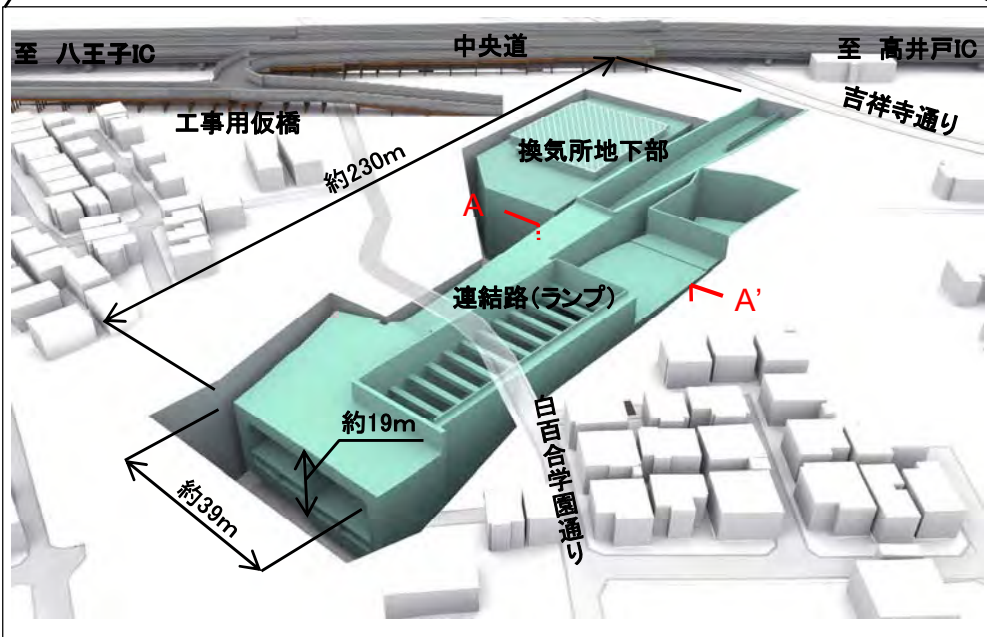 至 八王子IC
中央道
至 高井戸IC
吉祥寺通り
工事用仮橋
換気所地下部
約230m
A
連結路(ランプ)
A'
約19m
白百合学園通り
約39m